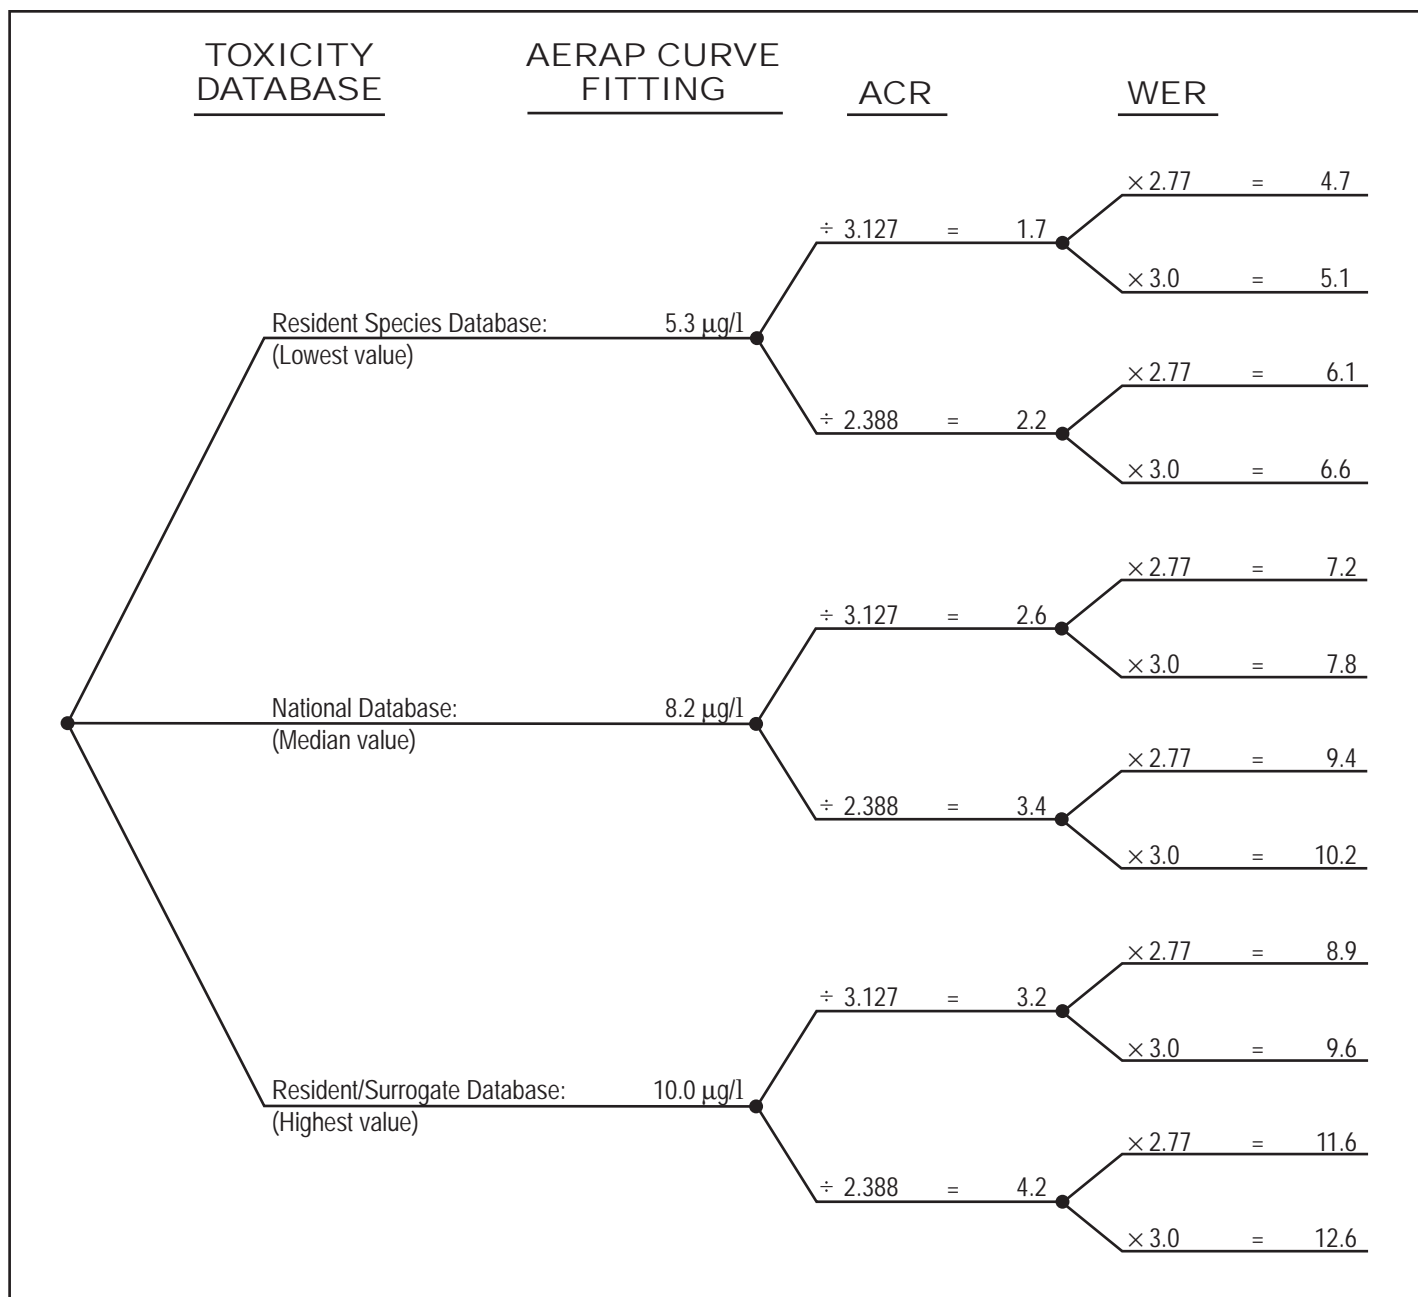 TOXICITY
DATABASE
AERAP CURVE
FITTING
ACR
WER
× 2.77 = 4.7
÷ 3.127 = 1.7
× 3.0 = 5.1
Resident Species Database: 5.3 µg/l
(Lowest value)
× 2.77 = 6.1
÷ 2.388 = 2.2
× 3.0 = 6.6
× 2.77 = 7.2
÷ 3.127 = 2.6
× 3.0 = 7.8
National Database: 8.2 µg/l
(Median value)
× 2.77 = 9.4
÷ 2.388 = 3.4
× 3.0 = 10.2
× 2.77 = 8.9
÷ 3.127 = 3.2
× 3.0 = 9.6
Resident/Surrogate Database: 10.0 µg/l
(Highest value)
× 2.77 = 11.6
÷ 2.388 = 4.2
× 3.0 = 12.6